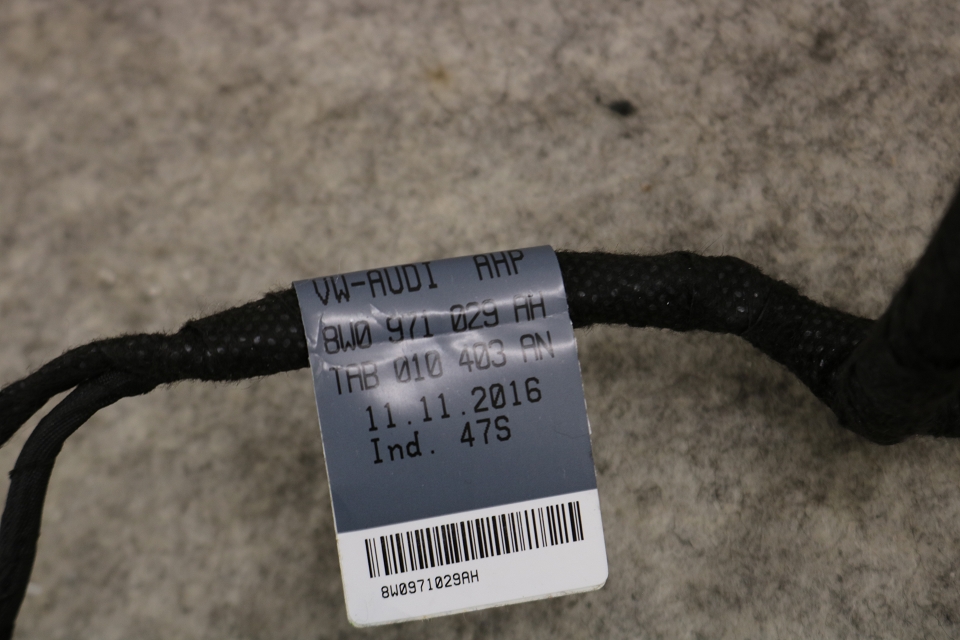 VW-AUDI AHP
8W0 971 029 AH
TAB 010 403 AN
11.11.2016
Ind. 47S
8W0971029AH